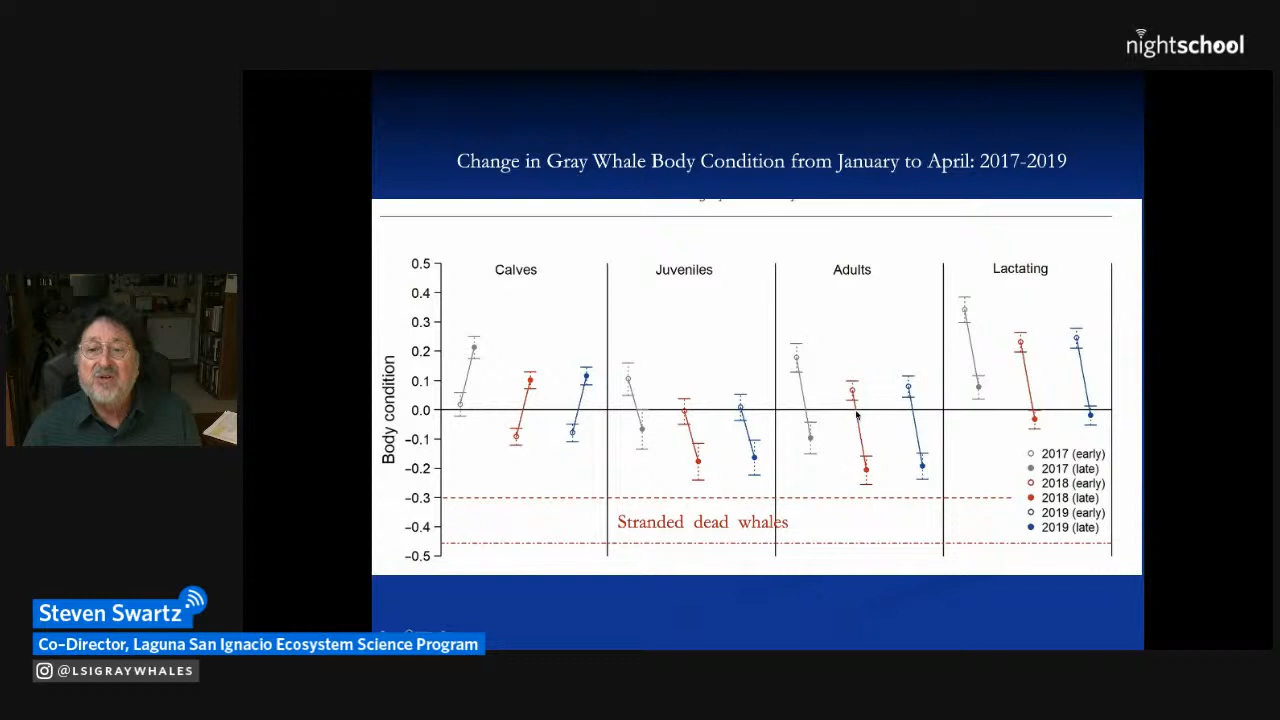 nightschool
Change in Gray Whale Body Condition from January to April: 2017-2019
Calves
Juveniles
Adults
Lactating
Body condition
0.5
0.4
0.3
0.2
0.1
0.0
−0.1
−0.2
−0.3
−0.4
−0.5
2017 (early)
2017 (late)
2018 (early)
2018 (late)
2019 (early)
2019 (late)
Stranded dead whales
Steven Swartz
Co-Director, Laguna San Ignacio Ecosystem Science Program
@LSIGRAYWHALES